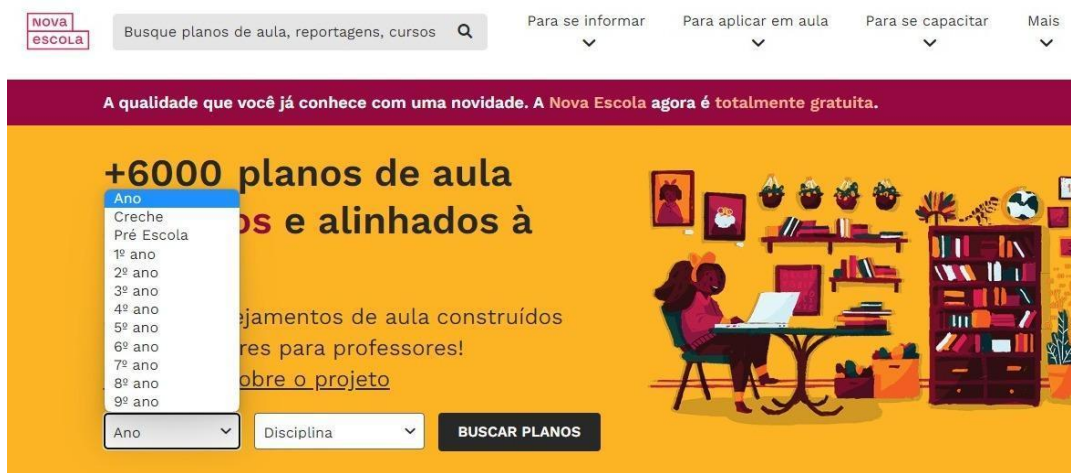 NOVA
escola
Busque planos de aula, reportagens, cursos
Para se informar
Para aplicar em aula
Para se capacitar
Mais
A qualidade que você já conhece com uma novidade. A Nova Escola agora é totalmente gratuita.
+6000 planos de aula
os e alinhados à
ejamentos de aula construídos
res para professores!
obre o projeto
Ano
Creche
Pré Escola
1º ano
2º ano
3º ano
4º ano
5º ano
6º ano
7º ano
8º ano
9º ano
Ano
Disciplina
BUSCAR PLANOS